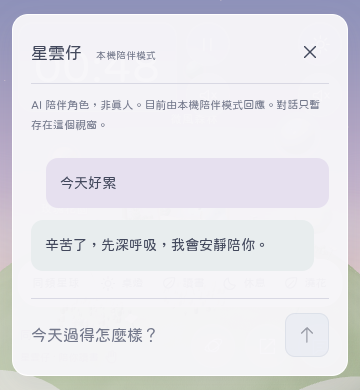 星雲仔 本機陪伴模式
AI 陪伴角色，非真人。目前由本機陪伴模式回應。對話只暫
存在這個視窗。
今天好累
辛苦了，先深呼吸，我會安靜陪你。
今天過得怎麼樣？